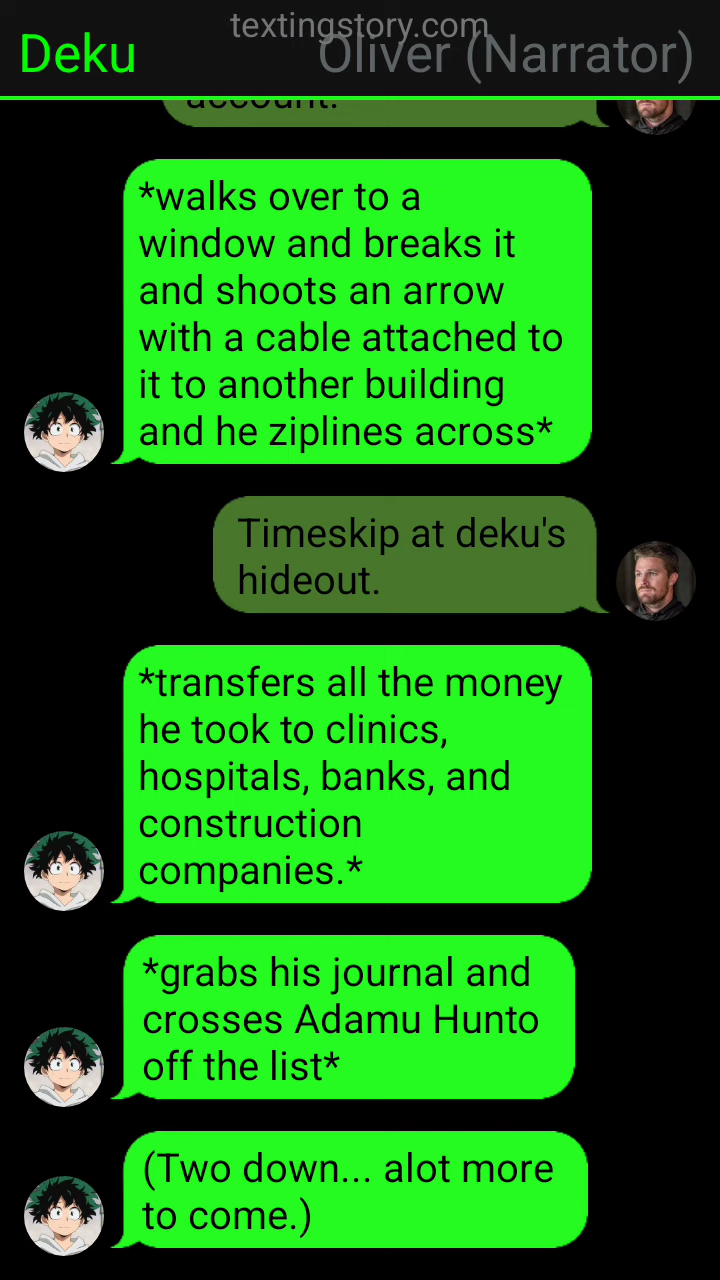 textingstory.com
Deku
Oliver (Narrator)
account.
*walks over to a
window and breaks it
and shoots an arrow
with a cable attached to
it to another building
and he ziplines across*
Timeskip at deku's
hideout.
*transfers all the money
he took to clinics,
hospitals, banks, and
construction
companies.*
*grabs his journal and
crosses Adamu Hunto
off the list*
(Two down... alot more
to come.)